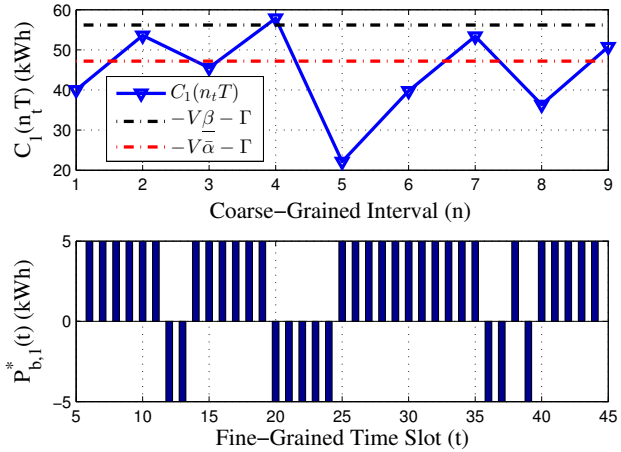 C₁(nₜT) (kWh)
60
50
40
30
20
C₁(nₜT)
−Vβ − Γ
−Vᾱ − Γ
1 2 3 4 5 6 7 8 9
Coarse−Grained Interval (n)
P*b,1(t) (kWh)
5
0
−5
5 10 15 20 25 30 35 40 45
Fine−Grained Time Slot (t)